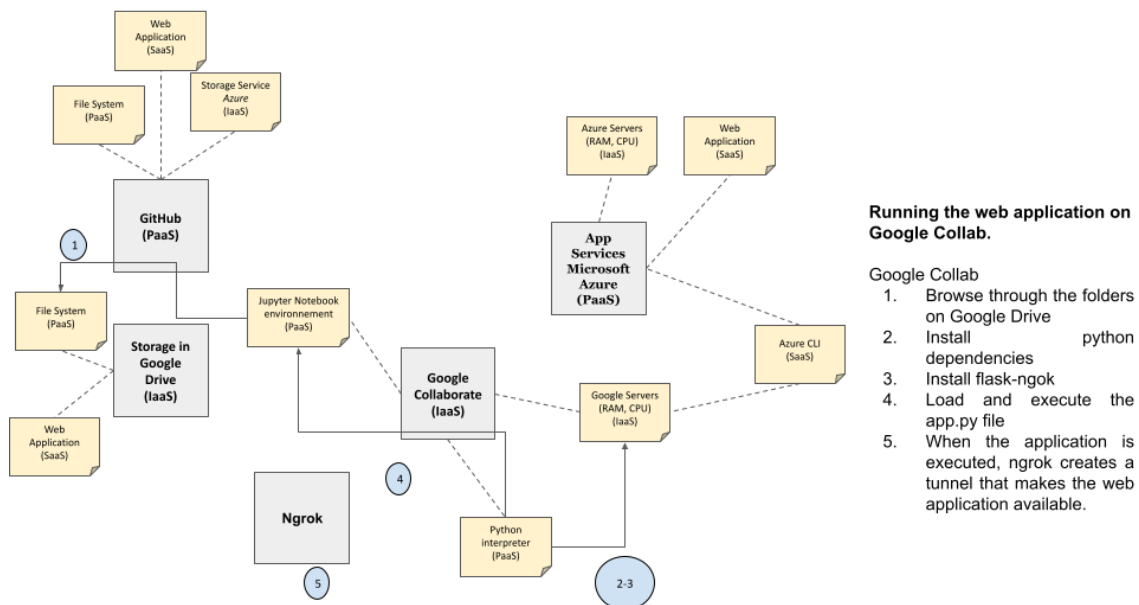 Web
Application
(SaaS)
File System
(PaaS)
Storage Service
Azure
(IaaS)
GitHub
(PaaS)
1
File System
(PaaS)
Storage in
Google
Drive
(IaaS)
Web
Application
(SaaS)
Jupyter Notebook
environnement
(PaaS)
Google
Collaborate
(IaaS)
4
Ngrok
5
Python
interpreter
(PaaS)
2-3
Google Servers
(RAM, CPU)
(IaaS)
Azure Servers
(RAM, CPU)
(IaaS)
Web
Application
(SaaS)
App
Services
Microsoft
Azure
(PaaS)
Azure CLI
(SaaS)
Running the web application on
Google Collab.
Google Collab
1. Browse through the folders
on Google Drive
2. Install python
dependencies
3. Install flask-ngok
4. Load and execute the
app.py file
5. When the application is
executed, ngrok creates a
tunnel that makes the web
application available.